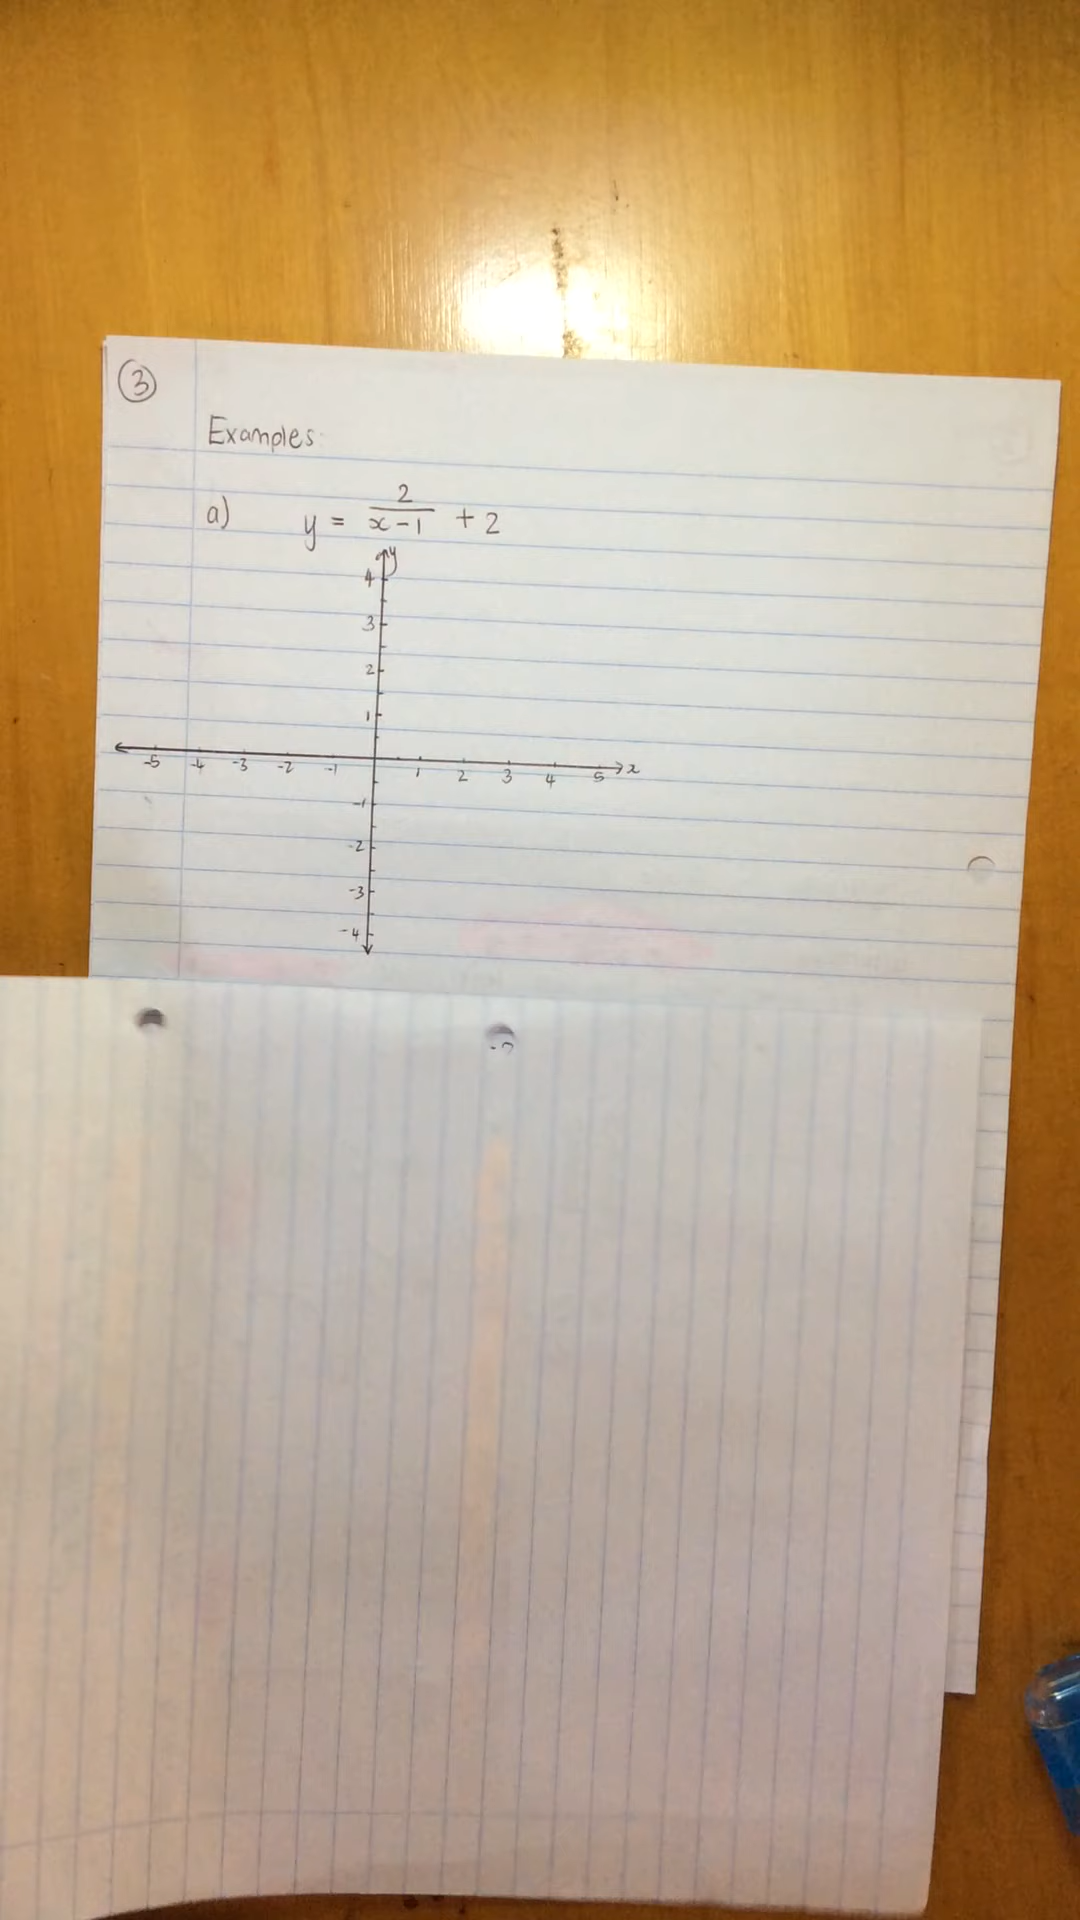 ③
Examples:
a) y = 2/(x-1) + 2
y
4
3
2
1
-5 -4 -3 -2 -1 1 2 3 4 5 x
-1
-2
-3
-4